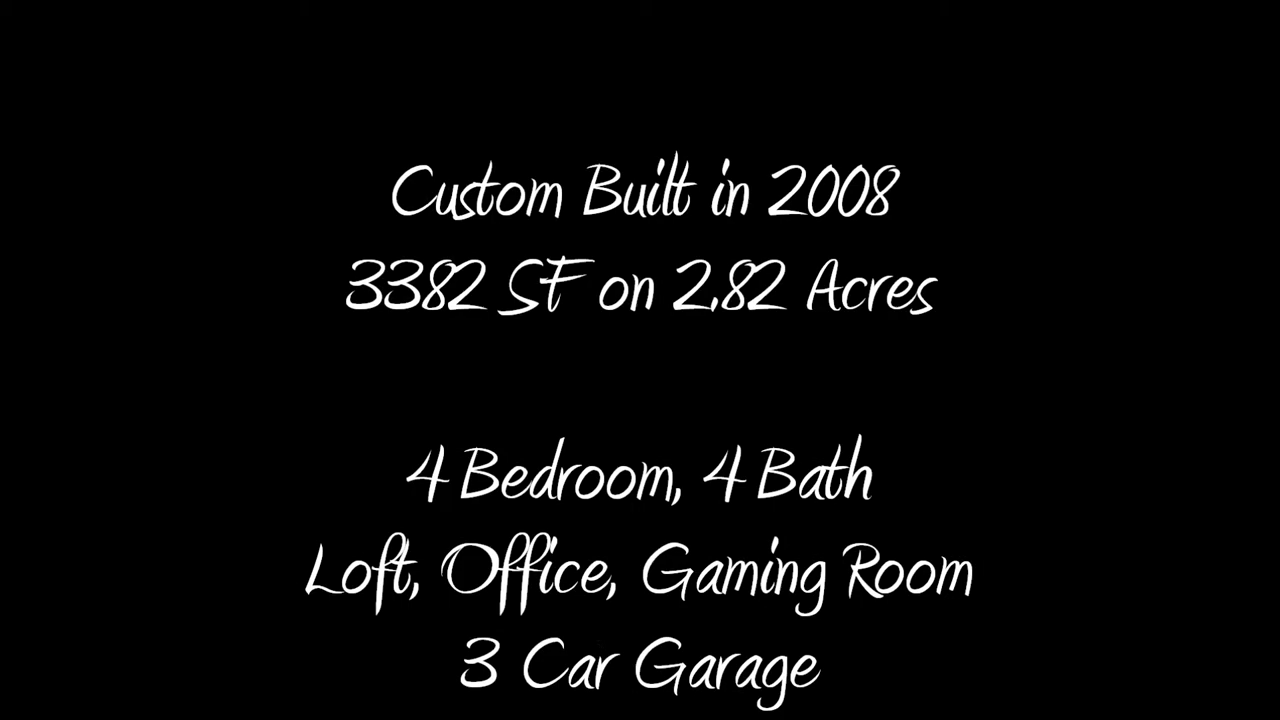 Custom Built in 2008
3382 SF on 2.82 Acres
4 Bedroom, 4 Bath
Loft, Office, Gaming Room
3 Car Garage